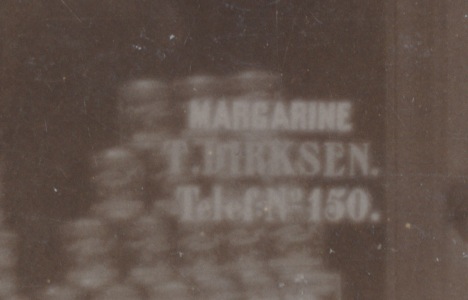 MARGARINE
T. DIRKSEN.
Telef. Nº 150.